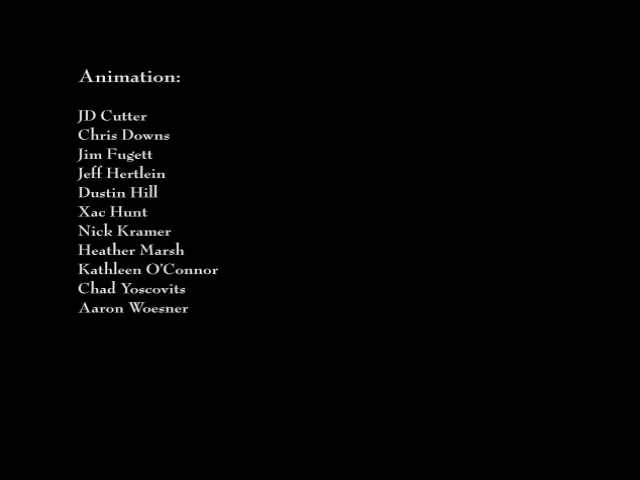 Animation:
JD Cutter
Chris Downs
Jim Fugett
Jeff Hertlein
Dustin Hill
Xac Hunt
Nick Kramer
Heather Marsh
Kathleen O'Connor
Chad Yoscovits
Aaron Woesner